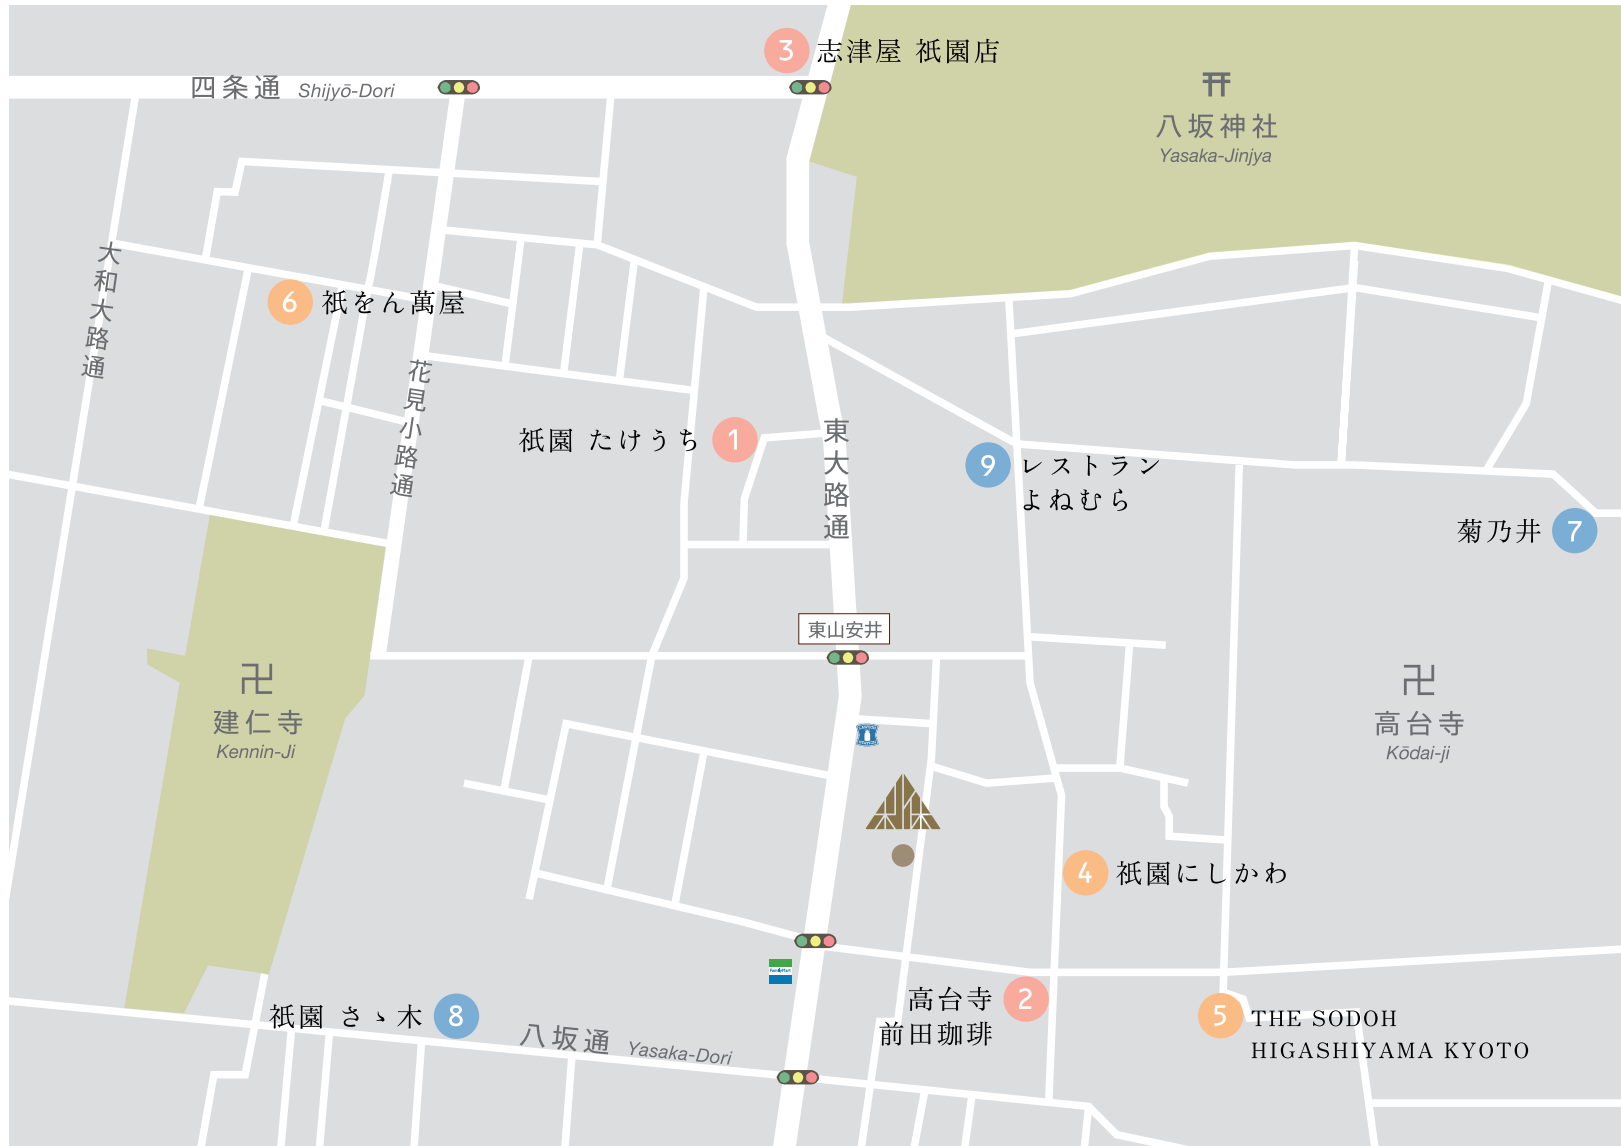 3 志津屋 祇園店
四条通 Shijyō-Dori
八坂神社
Yasaka-Jinjya
大和大路通
6 祇をん萬屋
花見小路通
祇園 たけうち 1
東大路通
9 レストラン
よねむら
菊乃井 7
東山安井
建仁寺
Kennin-Ji
高台寺
Kōdai-ji
4 祇園にしかわ
FamilyMart
高台寺 2
前田珈琲
5 THE SODOH
HIGASHIYAMA KYOTO
祇園 さゝ木 8
八坂通 Yasaka-Dori